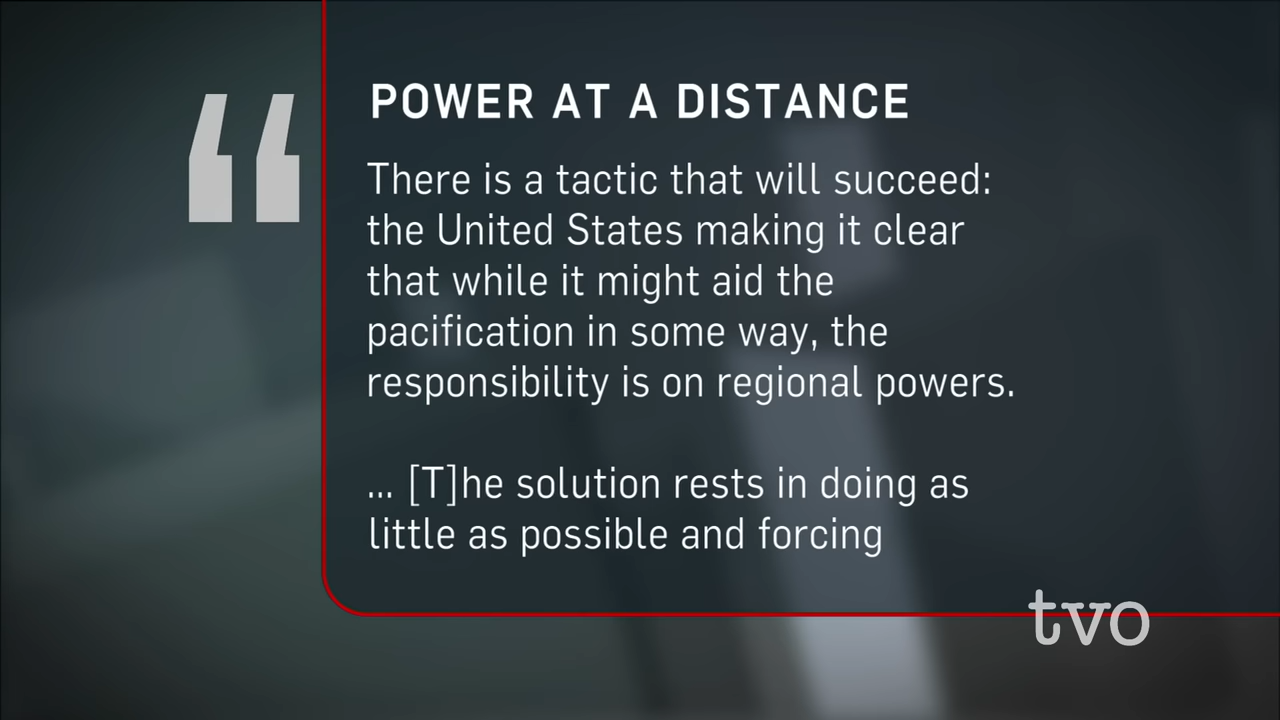 “
POWER AT A DISTANCE
There is a tactic that will succeed:
the United States making it clear
that while it might aid the
pacification in some way, the
responsibility is on regional powers.
... [T]he solution rests in doing as
little as possible and forcing
tvo